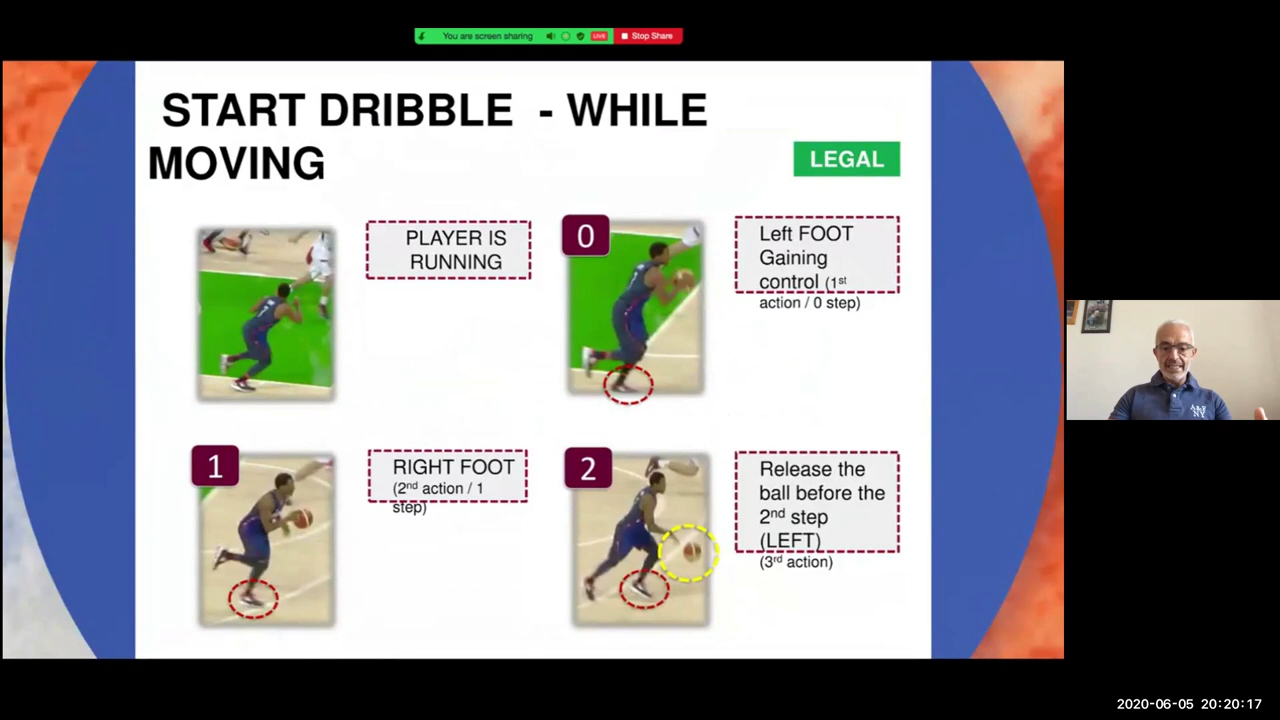 You are screen sharing
LIVE
Stop Share
START DRIBBLE - WHILE
MOVING
LEGAL
PLAYER IS
RUNNING
0
Left FOOT
Gaining
control (1st
action / 0 step)
1
RIGHT FOOT
(2nd action / 1
step)
2
Release the
ball before the
2nd step
(LEFT)
(3rd action)
2020-06-05 20:20:17